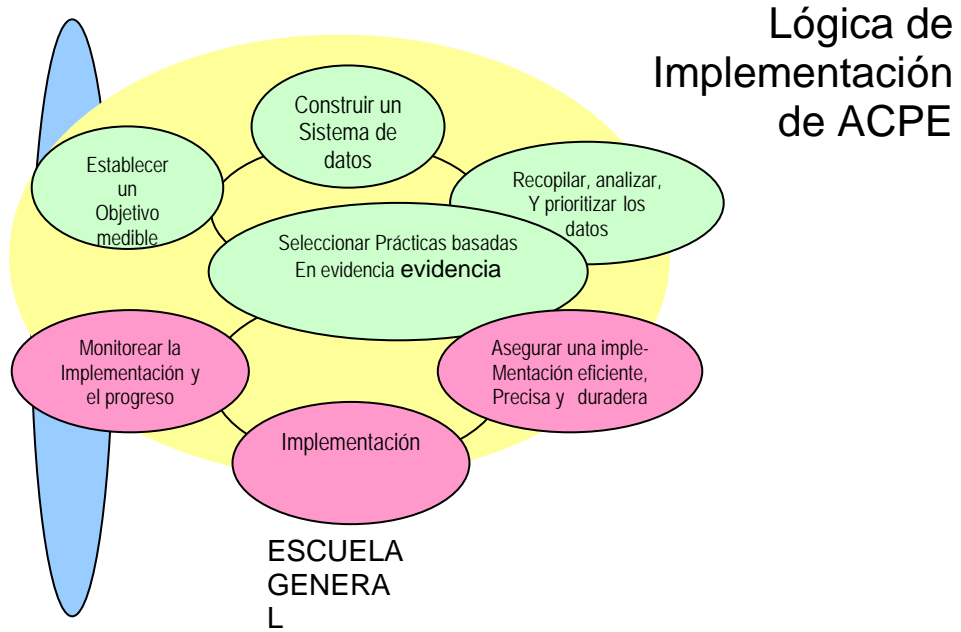 Lógica de
Implementación
de ACPE
Construir un
Sistema de
datos
Establecer
un
Objetivo
medible
Recopilar, analizar,
Y prioritizar los
datos
Seleccionar Prácticas basadas
En evidencia evidencia
Monitorear la
Implementación y
el progreso
Asegurar una imple-
Mentación eficiente,
Precisa y duradera
Implementación
ESCUELA
GENERA
L